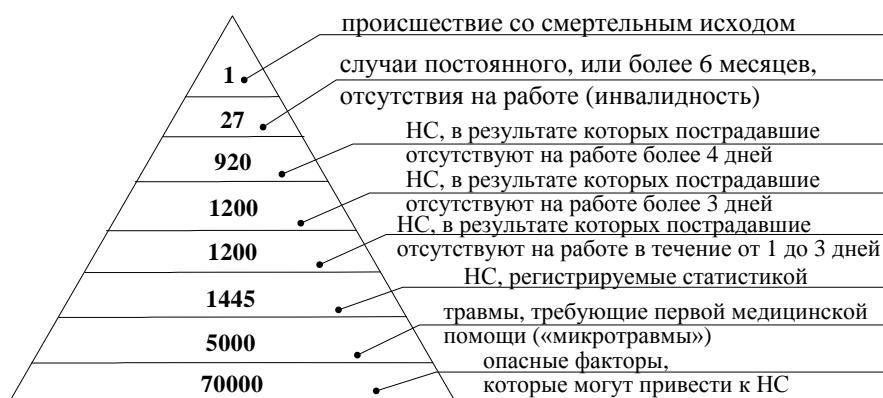 происшествие со смертельным исходом
1
случаи постоянного, или более 6 месяцев,
отсутствия на работе (инвалидность)
27
НС, в результате которых пострадавшие
отсутствуют на работе более 4 дней
920
НС, в результате которых пострадавшие
отсутствуют на работе более 3 дней
1200
НС, в результате которых пострадавшие
отсутствуют на работе в течение от 1 до 3 дней
1200
НС, регистрируемые статистикой
1445
травмы, требующие первой медицинской
помощи («микротравмы»)
5000
опасные факторы,
которые могут привести к НС
70000